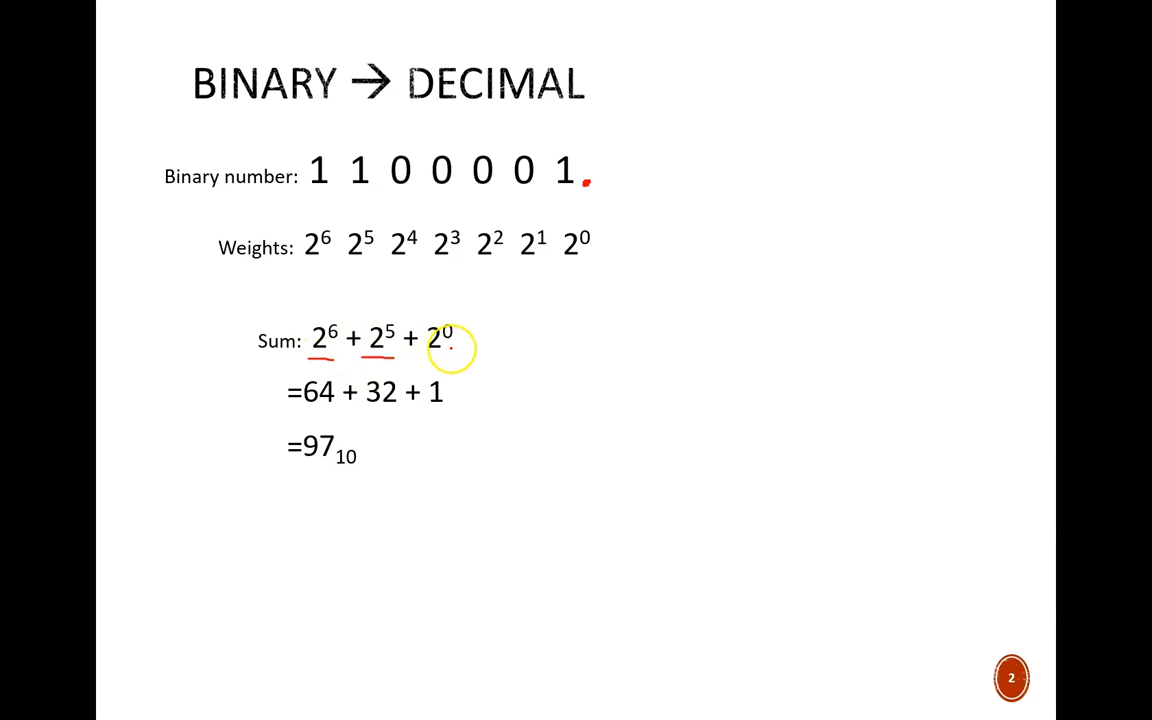 BINARY → DECIMAL
Binary number: 1 1 0 0 0 0 1.
Weights: 2⁶ 2⁵ 2⁴ 2³ 2² 2¹ 2⁰
Sum: 2⁶ + 2⁵ + 2⁰
=64 + 32 + 1
=97₁₀
2